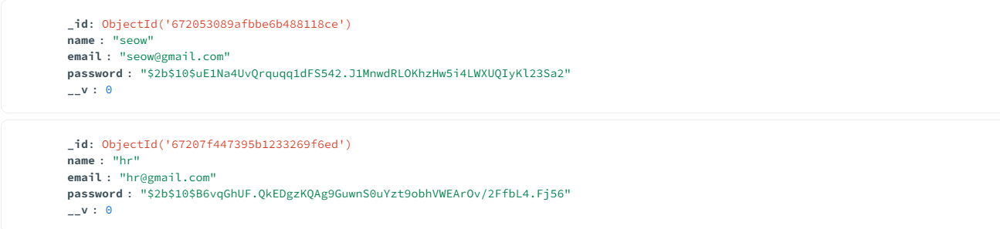 _id: ObjectId('672053089afbbe6b488118ce')
name : "seow"
email : "seow@gmail.com"
password : "$2b$10$uE1Na4UvQrquqq1dFS542.J1MnwdRLOKhzHw5i4LWXUQIyKl23Sa2"
__v : 0
_id: ObjectId('67207f447395b1233269f6ed')
name : "hr"
email : "hr@gmail.com"
password : "$2b$10$B6vqGhUF.QkEDgzKQAg9GuwnS0uYzt9obhVWEArOv/2FfbL4.Fj56"
__v : 0